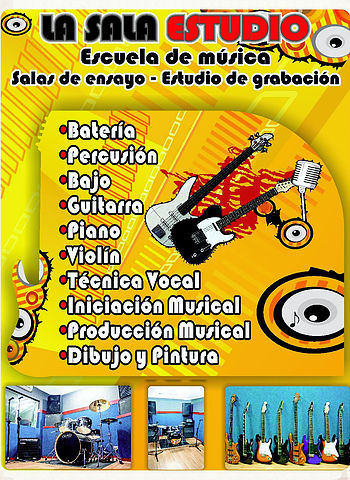 LA SALA ESTUDIO
Escuela de música
Salas de ensayo - Estudio de grabación
•Batería
•Percusión
•Bajo
•Guitarra
•Piano
•Violín
•Técnica Vocal
•Iniciación Musical
•Producción Musical
•Dibujo y Pintura